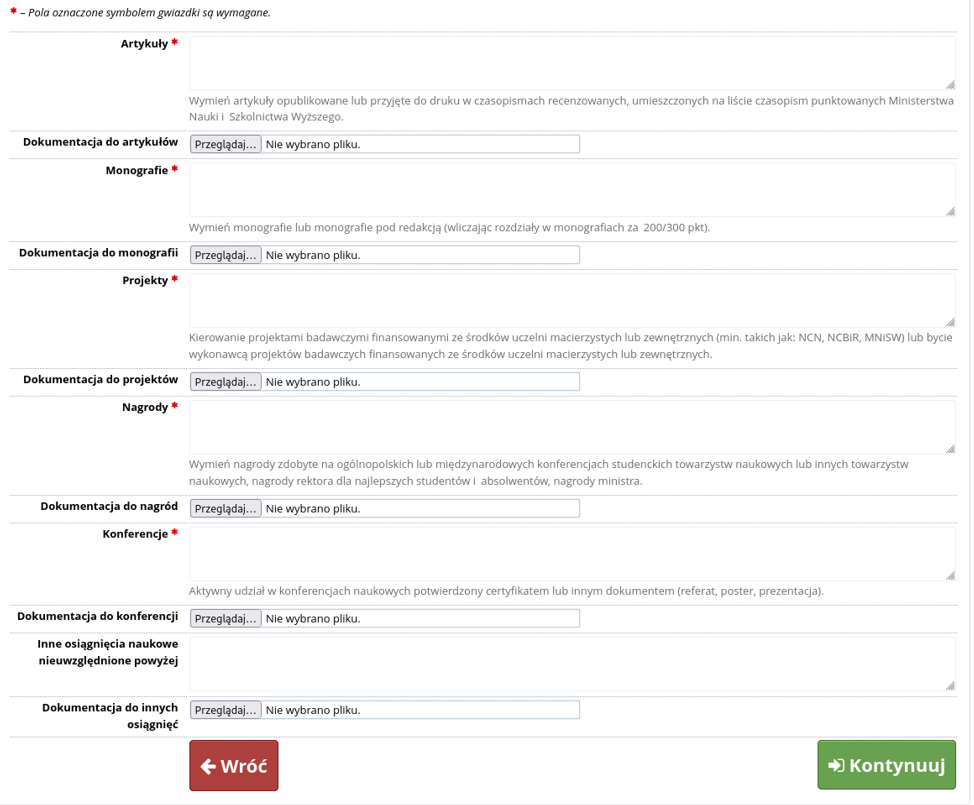 * – Pola oznaczone symbolem gwiazdki są wymagane.
Artykuły *
Wymień artykuły opublikowane lub przyjęte do druku w czasopismach recenzowanych, umieszczonych na liście czasopism punktowanych Ministerstwa
Nauki i Szkolnictwa Wyższego.
Dokumentacja do artykułów Przeglądaj... Nie wybrano pliku.
Monografie *
Wymień monografie lub monografie pod redakcją (wliczając rozdziały w monografiach za 200/300 pkt).
Dokumentacja do monografii Przeglądaj... Nie wybrano pliku.
Projekty *
Kierowanie projektami badawczymi finansowanymi ze środków uczelni macierzystych lub zewnętrznych (min. takich jak: NCN, NCBiR, MNiSW) lub bycie
wykonawcą projektów badawczych finansowanych ze środków uczelni macierzystych lub zewnętrznych.
Dokumentacja do projektów Przeglądaj... Nie wybrano pliku.
Nagrody *
Wymień nagrody zdobyte na ogólnopolskich lub międzynarodowych konferencjach studenckich towarzystw naukowych lub innych towarzystw
naukowych, nagrody rektora dla najlepszych studentów i absolwentów, nagrody ministra.
Dokumentacja do nagród Przeglądaj... Nie wybrano pliku.
Konferencje *
Aktywny udział w konferencjach naukowych potwierdzony certyfikatem lub innym dokumentem (referat, poster, prezentacja).
Dokumentacja do konferencji Przeglądaj... Nie wybrano pliku.
Inne osiągnięcia naukowe
nieuwzględnione powyżej
Dokumentacja do innych Przeglądaj... Nie wybrano pliku.
osiągnięć
Wróć Kontynuuj